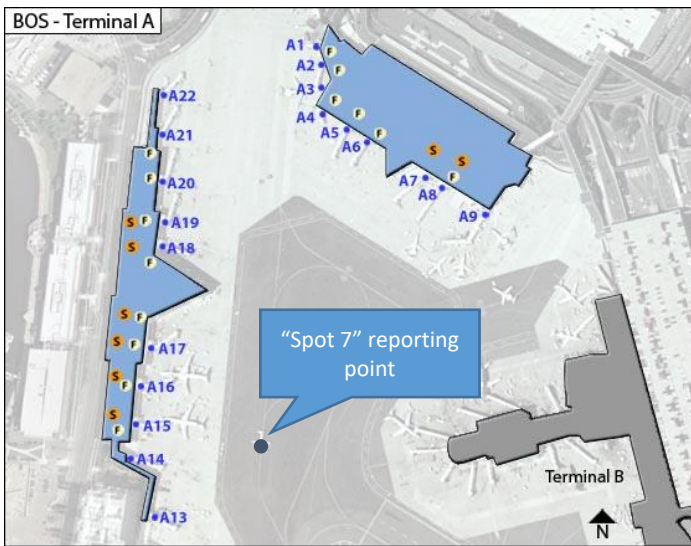 BOS - Terminal A
A1
A2
A3
A4
A5
A6
A7
A8
A9
F
F
F
F
F
F
S
S
A22
A21
A20
A19
A18
A17
A16
A15
A14
A13
F
F
S
F
S
F
S
F
S
F
S
F
S
F
“Spot 7” reporting
point
Terminal B
N